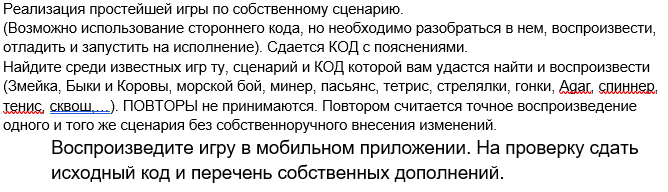 Реализация простейшей игры по собственному сценарию.
(Возможно использование стороннего кода, но необходимо разобраться в нем, воспроизвести,
отладить и запустить на исполнение). Сдается КОД с пояснениями.
Найдите среди известных игр ту, сценарий и КОД которой вам удастся найти и воспроизвести
(Змейка, Быки и Коровы, морской бой, минер, пасьянс, тетрис, стрелялки, гонки, Agar, спиннер,
тенис, сквош,…). ПОВТОРЫ не принимаются. Повтором считается точное воспроизведение
одного и того же сценария без собственноручного внесения изменений.
Воспроизведите игру в мобильном приложении. На проверку сдать
исходный код и перечень собственных дополнений.